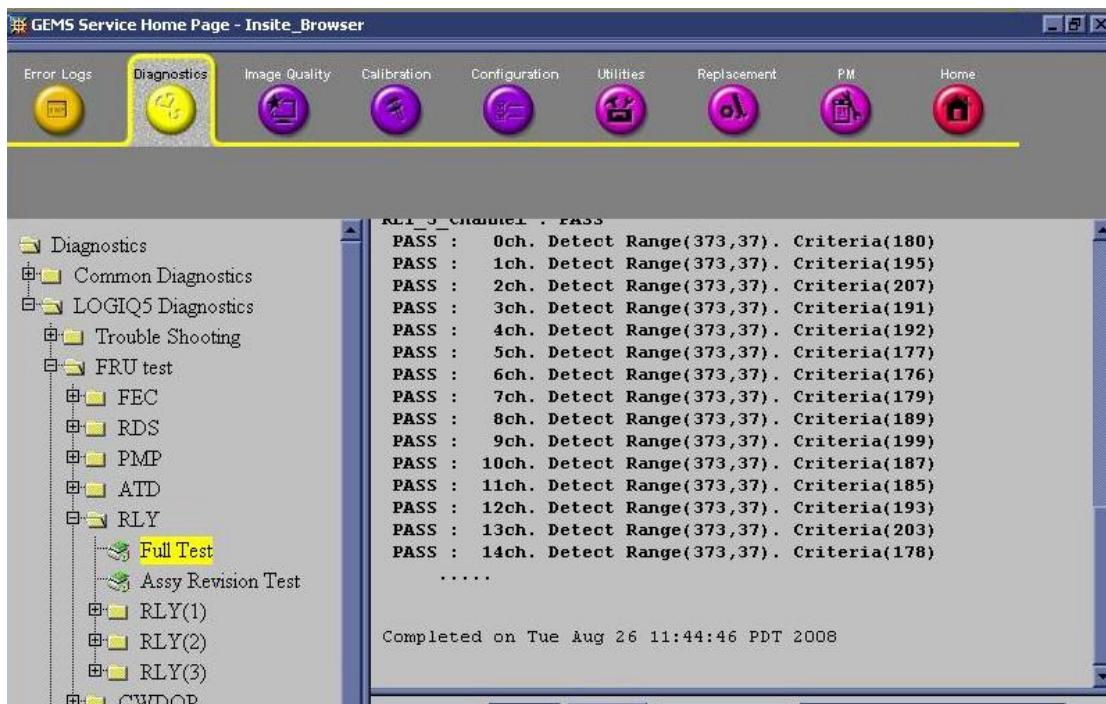 GEMS Service Home Page - Insite_Browser
Error Logs Diagnostics Image Quality Calibration Configuration Utilities Replacement PM Home
Diagnostics
Common Diagnostics
LOGIQ5 Diagnostics
Trouble Shooting
FRU test
FEC
RDS
PMP
ATD
RLY
Full Test
Assy Revision Test
RLY(1)
RLY(2)
RLY(3)
CWDOP
RLY_3_Channel : PASS
PASS : 0ch. Detect Range(373,37). Criteria(180)
PASS : 1ch. Detect Range(373,37). Criteria(195)
PASS : 2ch. Detect Range(373,37). Criteria(207)
PASS : 3ch. Detect Range(373,37). Criteria(191)
PASS : 4ch. Detect Range(373,37). Criteria(192)
PASS : 5ch. Detect Range(373,37). Criteria(177)
PASS : 6ch. Detect Range(373,37). Criteria(176)
PASS : 7ch. Detect Range(373,37). Criteria(179)
PASS : 8ch. Detect Range(373,37). Criteria(189)
PASS : 9ch. Detect Range(373,37). Criteria(199)
PASS : 10ch. Detect Range(373,37). Criteria(187)
PASS : 11ch. Detect Range(373,37). Criteria(185)
PASS : 12ch. Detect Range(373,37). Criteria(193)
PASS : 13ch. Detect Range(373,37). Criteria(203)
PASS : 14ch. Detect Range(373,37). Criteria(178)
.....
Completed on Tue Aug 26 11:44:46 PDT 2008